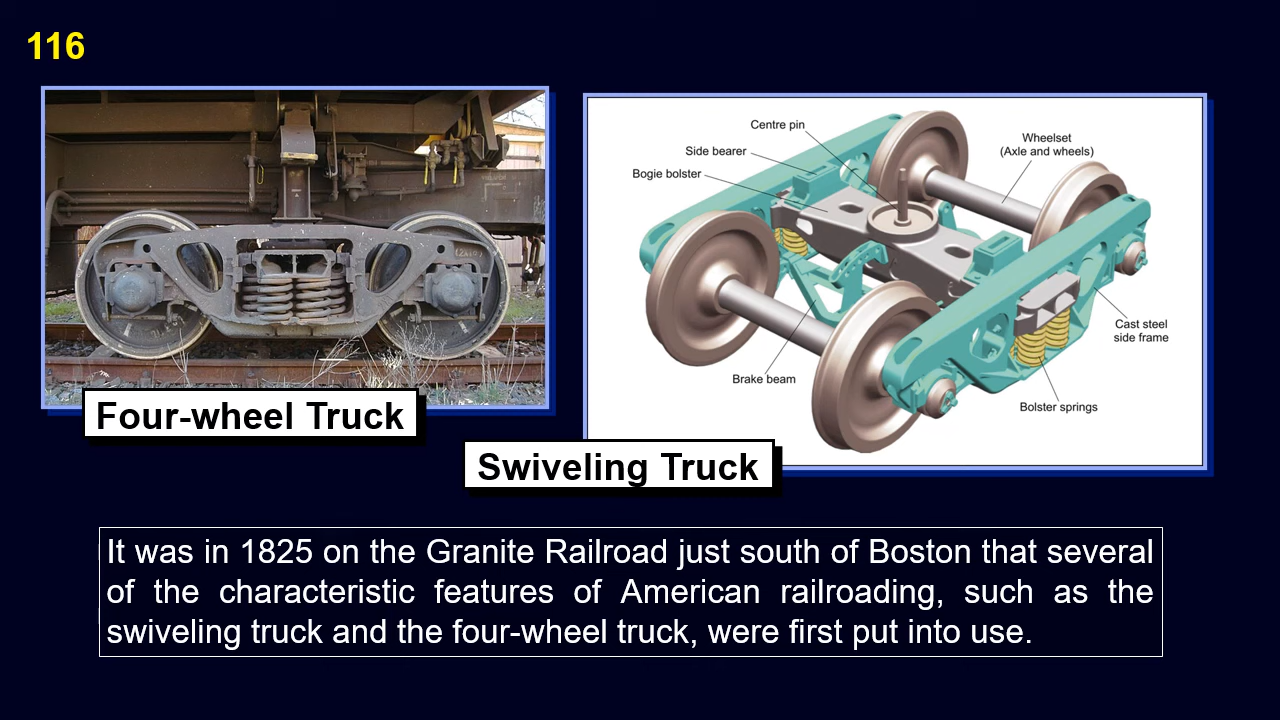 116
Centre pin
Side bearer
Bogie bolster
Wheelset
(Axle and wheels)
Cast steel
side frame
Brake beam
Bolster springs
Four-wheel Truck
Swiveling Truck
It was in 1825 on the Granite Railroad just south of Boston that several
of the characteristic features of American railroading, such as the
swiveling truck and the four-wheel truck, were first put into use.